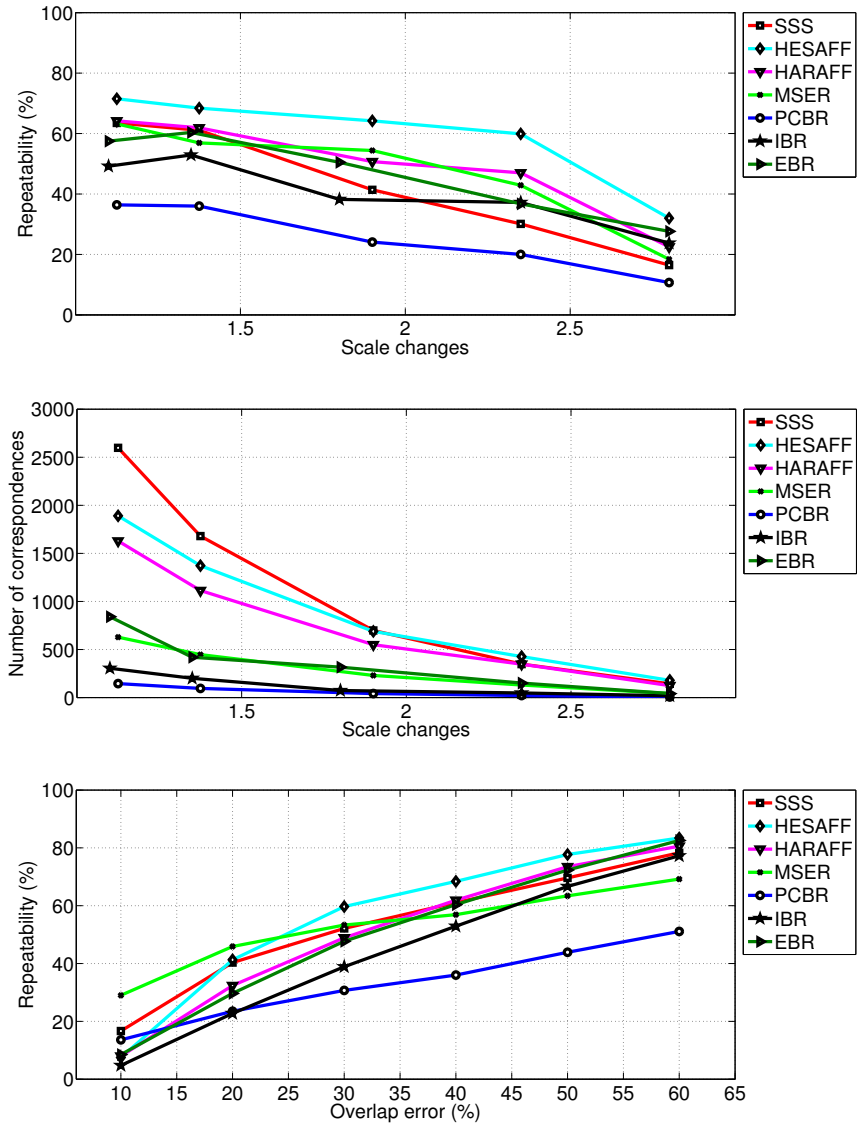 100
80
60
40
20
0
Repeatability (%)
1.5 2 2.5
Scale changes
SSS
HESAFF
HARAFF
MSER
PCBR
IBR
EBR
3000
2500
2000
1500
1000
500
0
Number of correspondences
1.5 2 2.5
Scale changes
SSS
HESAFF
HARAFF
MSER
PCBR
IBR
EBR
100
80
60
40
20
0
Repeatability (%)
10 15 20 25 30 35 40 45 50 55 60 65
Overlap error (%)
SSS
HESAFF
HARAFF
MSER
PCBR
IBR
EBR